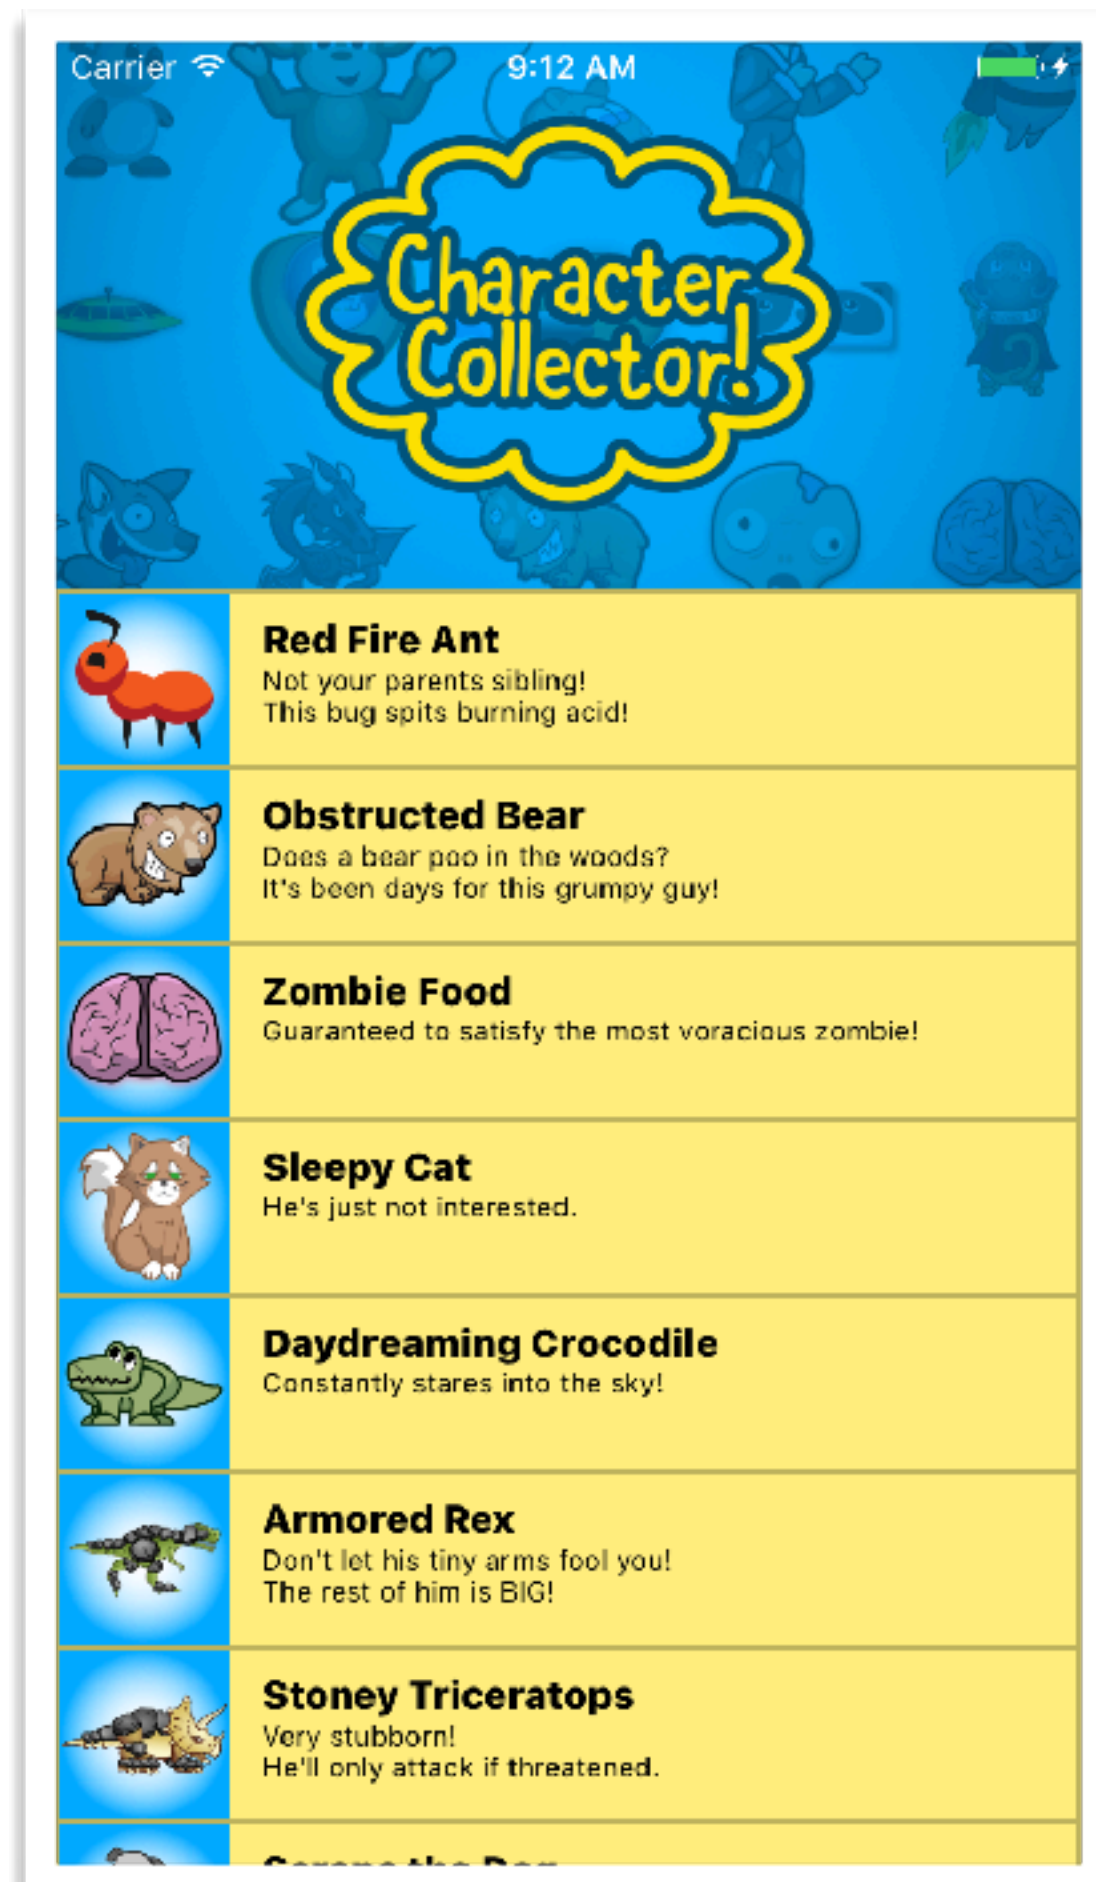 Carrier 9:12 AM
Character
Collector!
Red Fire Ant
Not your parents sibling!
This bug spits burning acid!
Obstructed Bear
Does a bear poo in the woods?
It's been days for this grumpy guy!
Zombie Food
Guaranteed to satisfy the most voracious zombie!
Sleepy Cat
He's just not interested.
Daydreaming Crocodile
Constantly stares into the sky!
Armored Rex
Don't let his tiny arms fool you!
The rest of him is BIG!
Stoney Triceratops
Very stubborn!
He'll only attack if threatened.